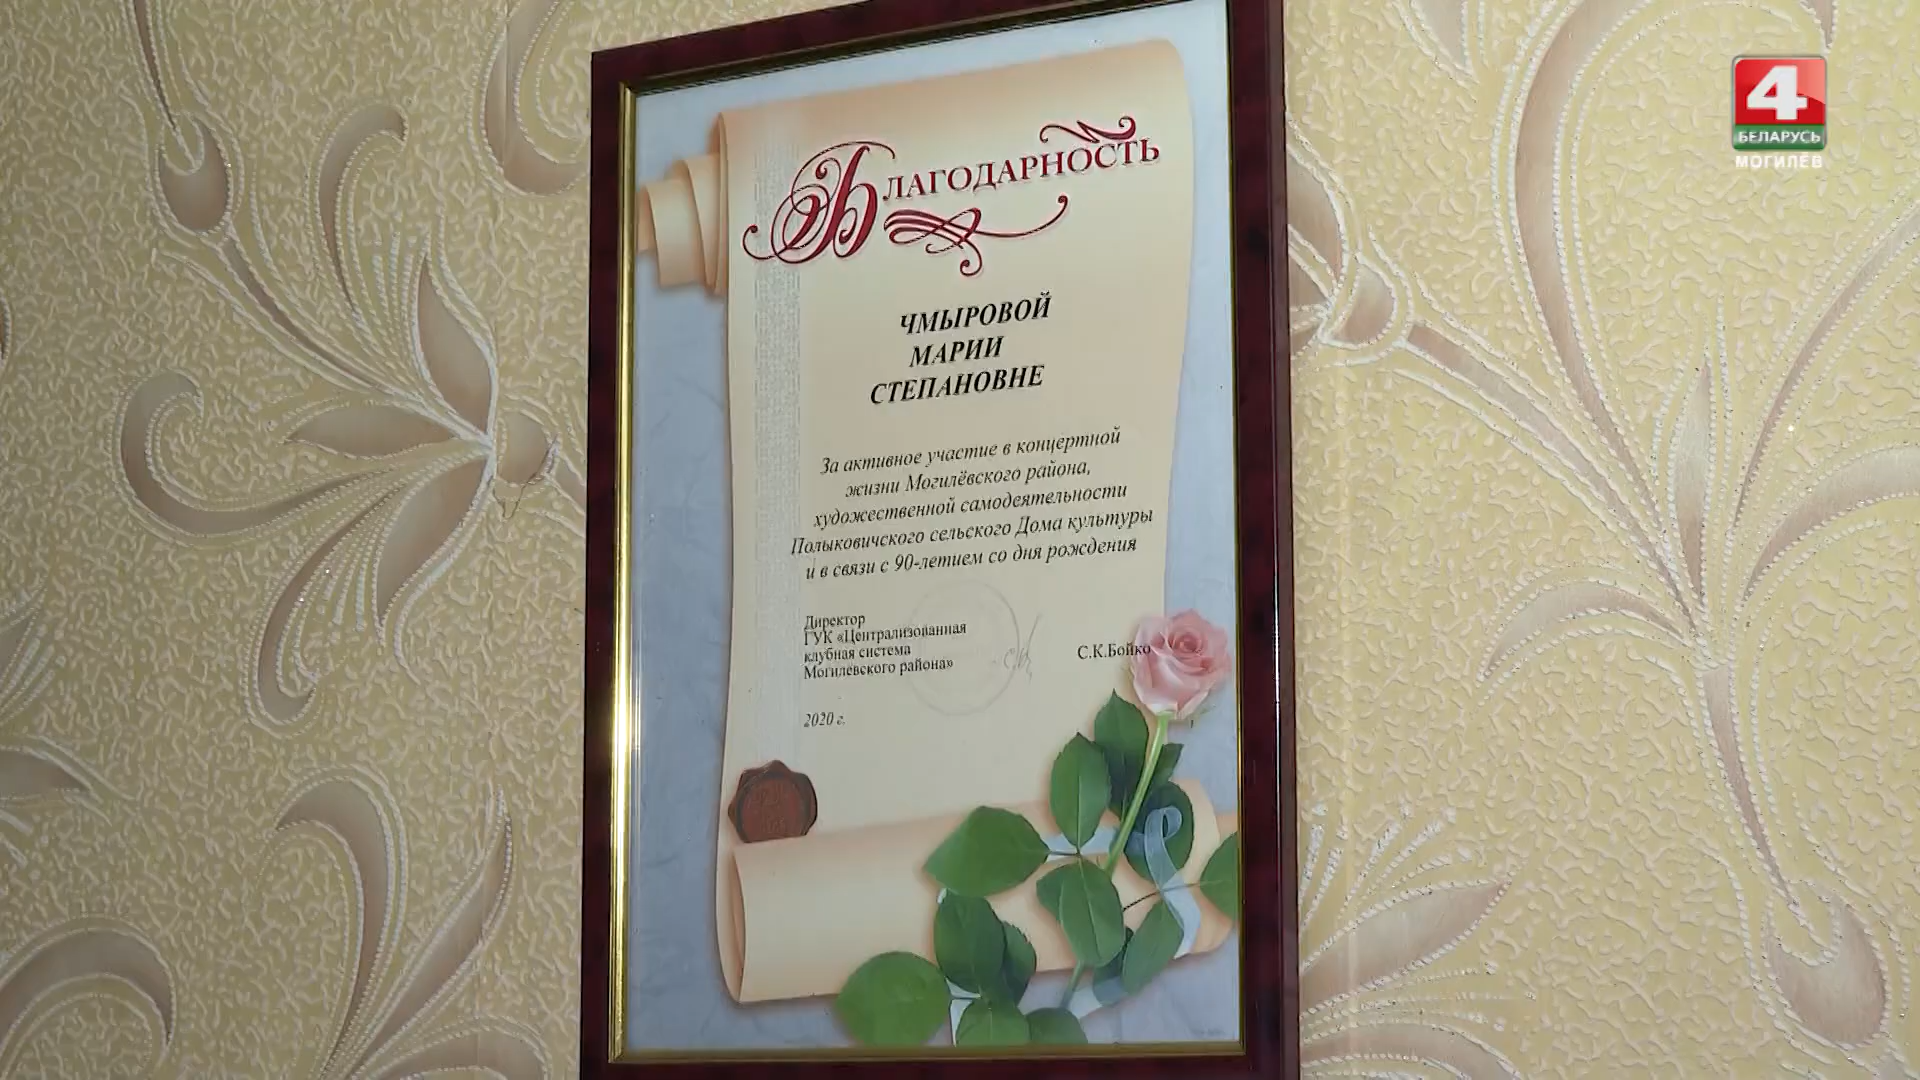 4
БЕЛАРУСЬ
МОГИЛЁВ
БЛАГОДАРНОСТЬ
ЧМЫРОВОЙ
МАРИИ
СТЕПАНОВНЕ
За активное участие в концертной
жизни Могилёвского района,
художественной самодеятельности
Полыковичского сельского Дома культуры
и в связи с 90-летием со дня рождения
Директор
ГУК «Централизованная
клубная система
Могилевского района»
С.К.Бойко
2020 г.